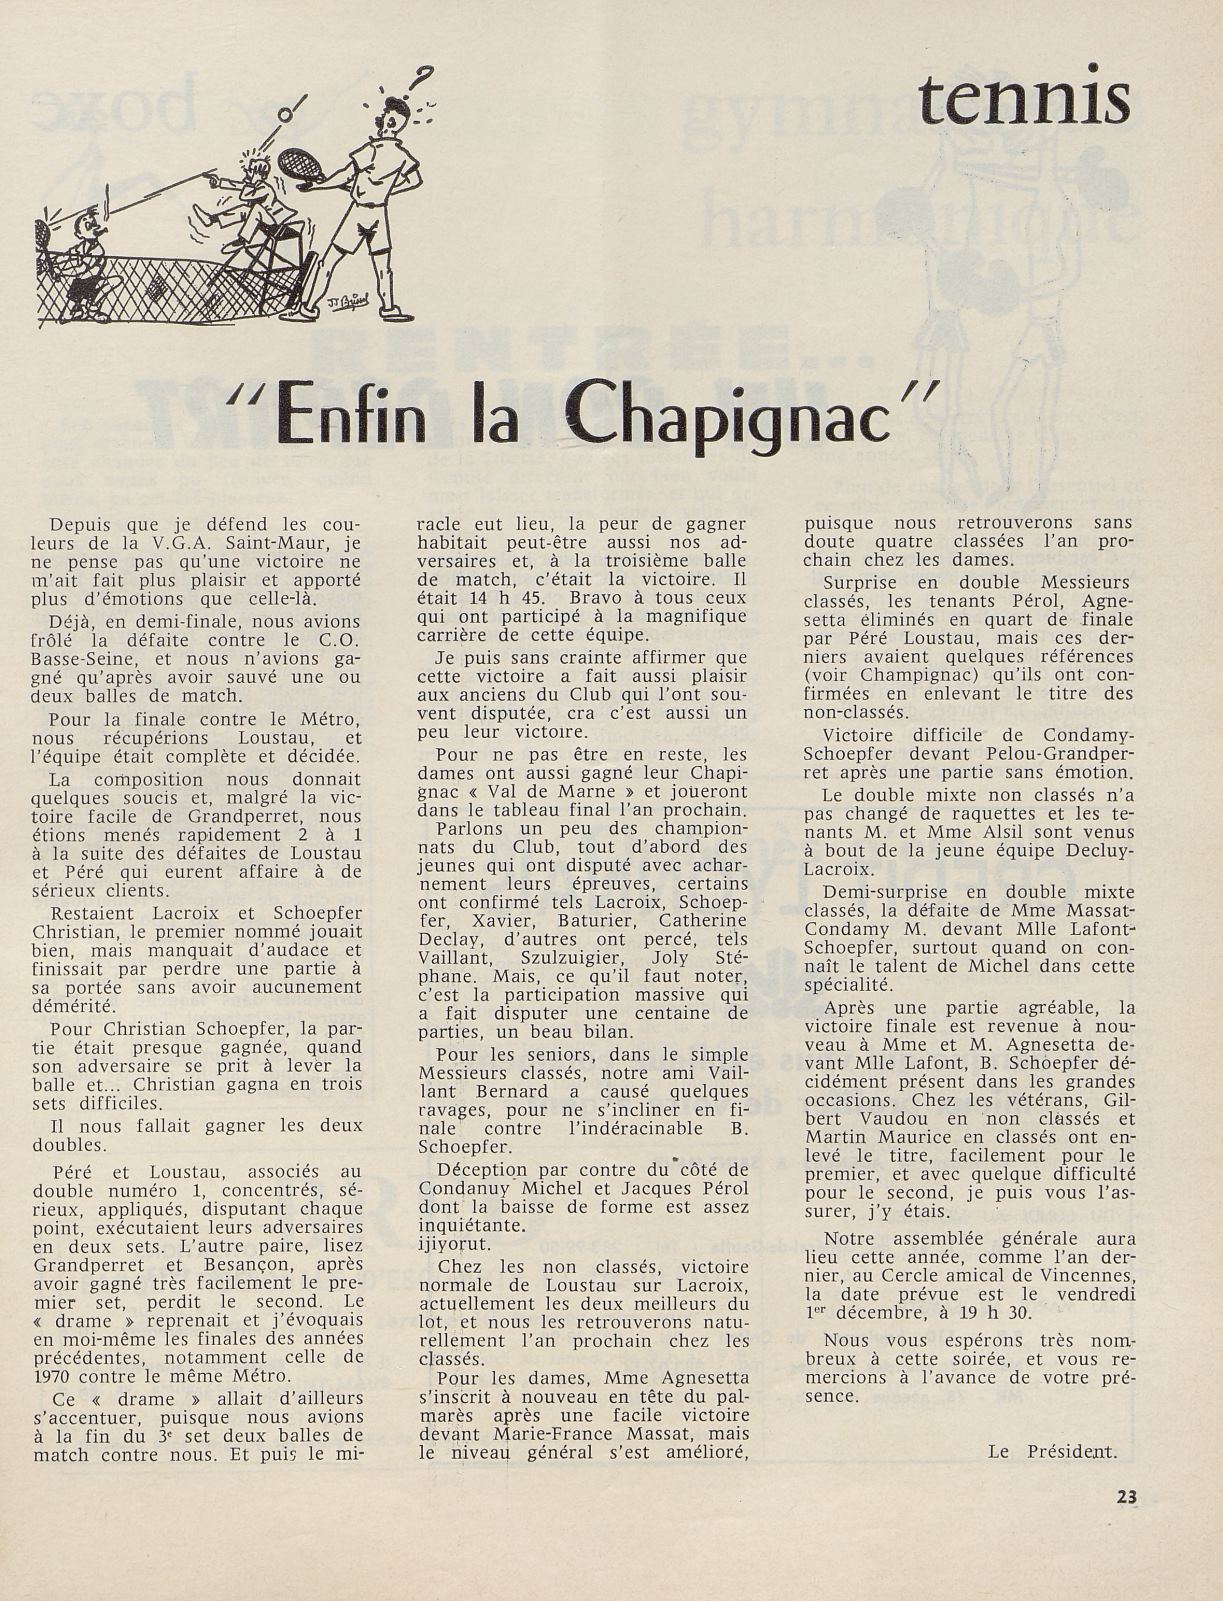 tennis
JJ Brunel
"Enfin la Chapignac"
Depuis que je défend les cou-
leurs de la V.G.A. Saint-Maur, je
ne pense pas qu'une victoire ne
m'ait fait plus plaisir et apporté
plus d'émotions que celle-là.
Déjà, en demi-finale, nous avions
frôlé la défaite contre le C.O.
Basse-Seine, et nous n'avions ga-
gné qu'après avoir sauvé une ou
deux balles de match.
Pour la finale contre le Métro,
nous récupérions Loustau, et
l'équipe était complète et décidée.
La composition nous donnait
quelques soucis et, malgré la vic-
toire facile de Grandperret, nous
étions menés rapidement 2 à 1
à la suite des défaites de Loustau
et Péré qui eurent affaire à de
sérieux clients.
Restaient Lacroix et Schoepfer
Christian, le premier nommé jouait
bien, mais manquait d'audace et
finissait par perdre une partie à
sa portée sans avoir aucunement
démérité.
Pour Christian Schoepfer, la par-
tie était presque gagnée, quand
son adversaire se prit à lever la
balle et... Christian gagna en trois
sets difficiles.
Il nous fallait gagner les deux
doubles.
Péré et Loustau, associés au
double numéro 1, concentrés, sé-
rieux, appliqués, disputant chaque
point, exécutaient leurs adversaires
en deux sets. L'autre paire, lisez
Grandperret et Besançon, après
avoir gagné très facilement le pre-
mier set, perdit le second. Le
« drame » reprenait et j'évoquais
en moi-même les finales des années
précédentes, notamment celle de
1970 contre le même Métro.
Ce « drame » allait d'ailleurs
s'accentuer, puisque nous avions
à la fin du 3e set deux balles de
match contre nous. Et puis le mi-
racle eut lieu, la peur de gagner
habitait peut-être aussi nos ad-
versaires et, à la troisième balle
de match, c'était la victoire. Il
était 14 h 45. Bravo à tous ceux
qui ont participé à la magnifique
carrière de cette équipe.
Je puis sans crainte affirmer que
cette victoire a fait aussi plaisir
aux anciens du Club qui l'ont sou-
vent disputée, cra c'est aussi un
peu leur victoire.
Pour ne pas être en reste, les
dames ont aussi gagné leur Chapi-
gnac « Val de Marne » et joueront
dans le tableau final l'an prochain.
Parlons un peu des champion-
nats du Club, tout d'abord des
jeunes qui ont disputé avec achar-
nement leurs épreuves, certains
ont confirmé tels Lacroix, Schoep-
fer, Xavier, Baturier, Catherine
Declay, d'autres ont percé, tels
Vaillant, Szulzuigier, Joly Sté-
phane. Mais, ce qu'il faut noter,
c'est la participation massive qui
a fait disputer une centaine de
parties, un beau bilan.
Pour les seniors, dans le simple
Messieurs classés, notre ami Vail-
lant Bernard a causé quelques
ravages, pour ne s'incliner en fi-
nale contre l'indéracinable B.
Schoepfer.
Déception par contre du côté de
Condanuy Michel et Jacques Pérol
dont la baisse de forme est assez
inquiétante.
ijiyorut.
Chez les non classés, victoire
normale de Loustau sur Lacroix,
actuellement les deux meilleurs du
lot, et nous les retrouverons natu-
rellement l'an prochain chez les
classés.
Pour les dames, Mme Agnesetta
s'inscrit à nouveau en tête du pal-
marès après une facile victoire
devant Marie-France Massat, mais
le niveau général s'est amélioré,
puisque nous retrouverons sans
doute quatre classées l'an pro-
chain chez les dames.
Surprise en double Messieurs
classés, les tenants Pérol, Agne-
setta éliminés en quart de finale
par Péré Loustau, mais ces der-
niers avaient quelques références
(voir Champignac) qu'ils ont con-
firmées en enlevant le titre des
non-classés.
Victoire difficile de Condamy-
Schoepfer devant Pelou-Grandper-
ret après une partie sans émotion.
Le double mixte non classés n'a
pas changé de raquettes et les te-
nants M. et Mme Alsil sont venus
à bout de la jeune équipe Decluy-
Lacroix.
Demi-surprise en double mixte
classés, la défaite de Mme Massat-
Condamy M. devant Mlle Lafont-
Schoepfer, surtout quand on con-
naît le talent de Michel dans cette
spécialité.
Après une partie agréable, la
victoire finale est revenue à nou-
veau à Mme et M. Agnesetta de-
vant Mlle Lafont, B. Schoepfer dé-
cidément présent dans les grandes
occasions. Chez les vétérans, Gil-
bert Vaudou en non classés et
Martin Maurice en classés ont en-
levé le titre, facilement pour le
premier, et avec quelque difficulté
pour le second, je puis vous l'as-
surer, j'y étais.
Notre assemblée générale aura
lieu cette année, comme l'an der-
nier, au Cercle amical de Vincennes,
la date prévue est le vendredi
1er décembre, à 19 h 30.
Nous vous espérons très nom-
breux à cette soirée, et vous re-
mercions à l'avance de votre pré-
sence.
Le Président.
23